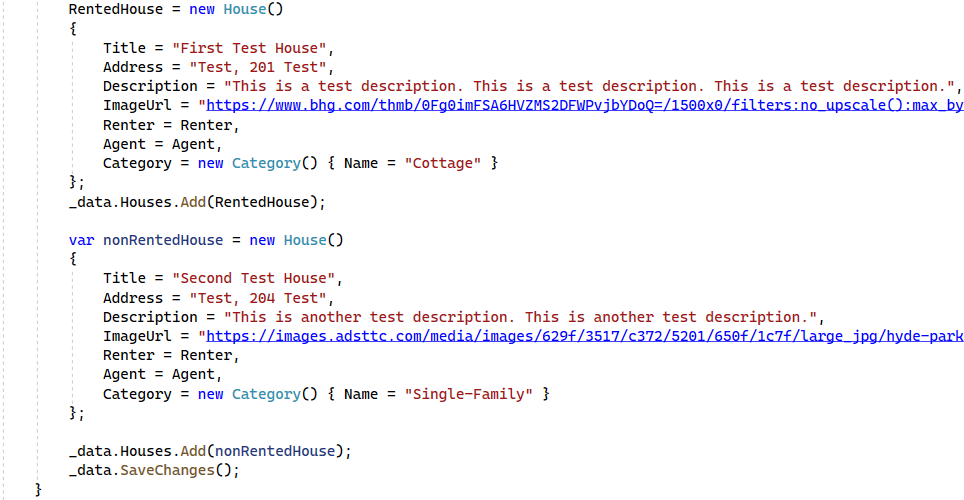 RentedHouse = new House()
{
Title = "First Test House",
Address = "Test, 201 Test",
Description = "This is a test description. This is a test description. This is a test description.",
ImageUrl = "https://www.bhg.com/thmb/0Fg0imFSA6HVZMS2DFWPvjbYDoQ=/1500x0/filters:no_upscale():max_by
Renter = Renter,
Agent = Agent,
Category = new Category() { Name = "Cottage" }
};
_data.Houses.Add(RentedHouse);
var nonRentedHouse = new House()
{
Title = "Second Test House",
Address = "Test, 204 Test",
Description = "This is another test description. This is another test description.",
ImageUrl = "https://images.adsttc.com/media/images/629f/3517/c372/5201/650f/1c7f/large_jpg/hyde-park
Renter = Renter,
Agent = Agent,
Category = new Category() { Name = "Single-Family" }
};
_data.Houses.Add(nonRentedHouse);
_data.SaveChanges();
}